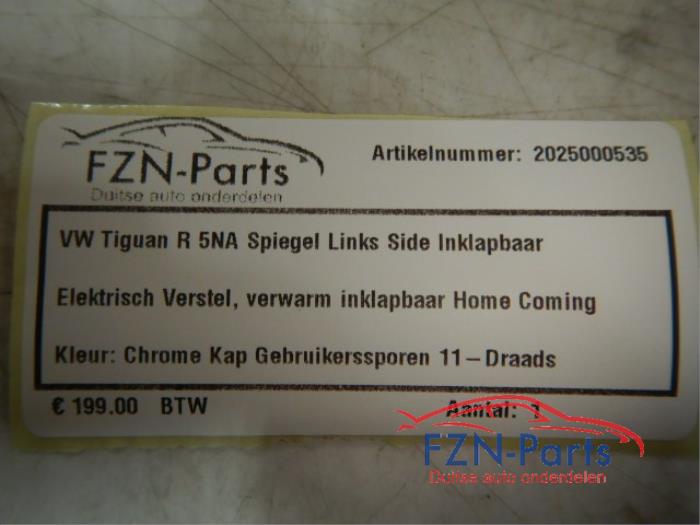 FZN-Parts
Duitse auto onderdelen
Artikelnummer: 2025000535
VW Tiguan R 5NA Spiegel Links Side Inklapbaar
Elektrisch Verstel, verwarm inklapbaar Home Coming
Kleur: Chrome Kap Gebruikerssporen 11-Draads
€ 199.00 BTW
Aantal: 1
FZN-Parts
Duitse auto onderdelen